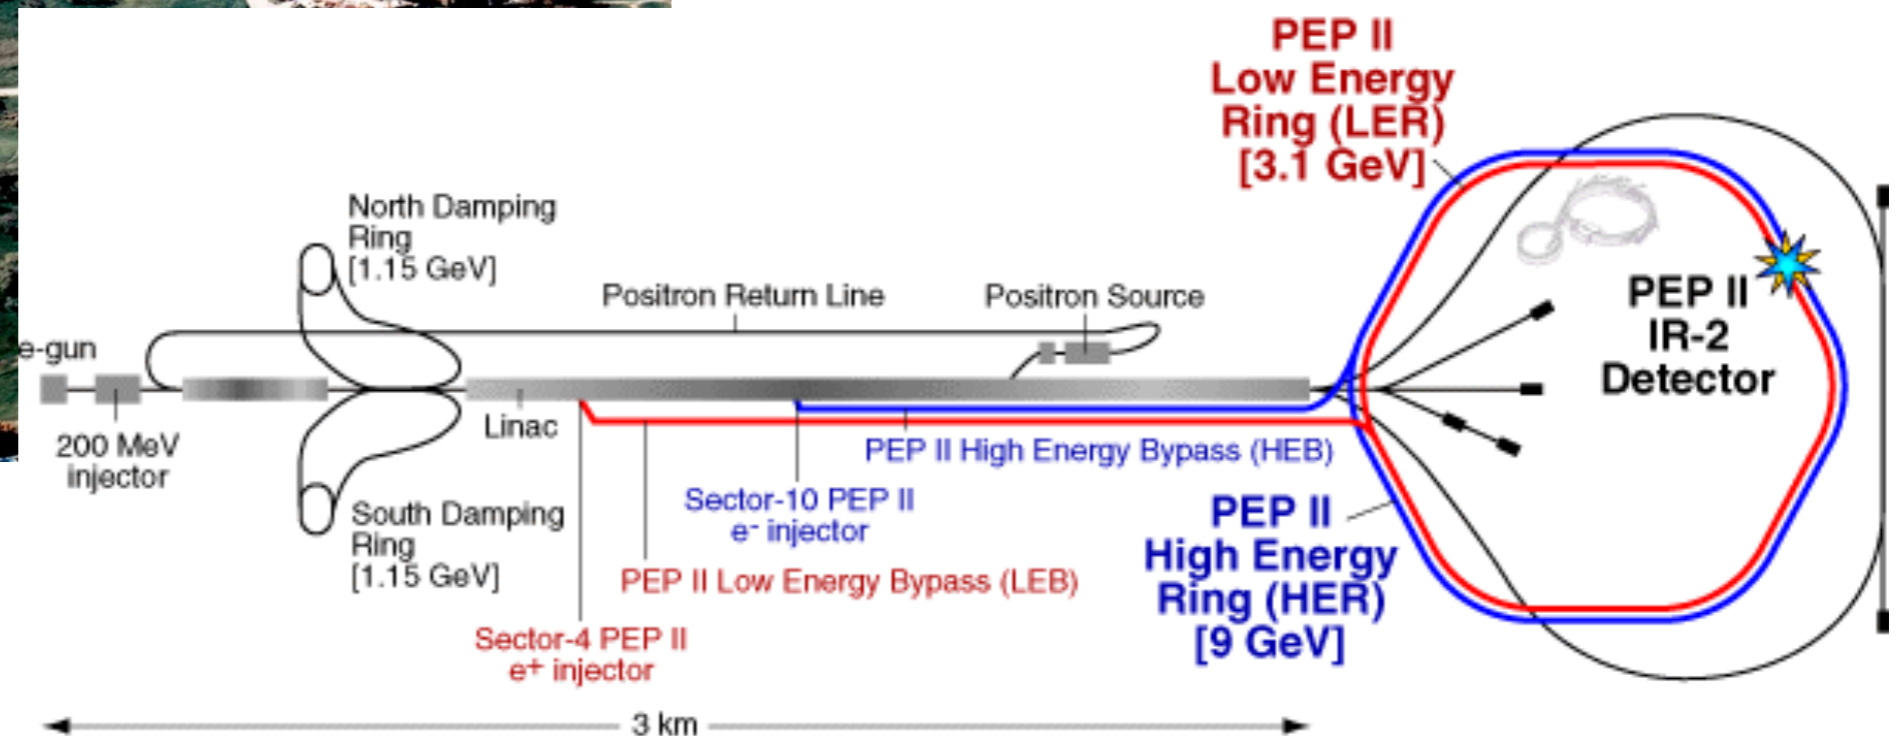 PEP II
Low Energy
Ring (LER)
[3.1 GeV]
North Damping
Ring
[1.15 GeV]
Positron Return Line
Positron Source
e-gun
PEP II
IR-2
Detector
200 MeV
injector
Linac
PEP II High Energy Bypass (HEB)
Sector-10 PEP II
e- injector
South Damping
Ring
[1.15 GeV]
PEP II Low Energy Bypass (LEB)
PEP II
High Energy
Ring (HER)
[9 GeV]
Sector-4 PEP II
e+ injector
3 km